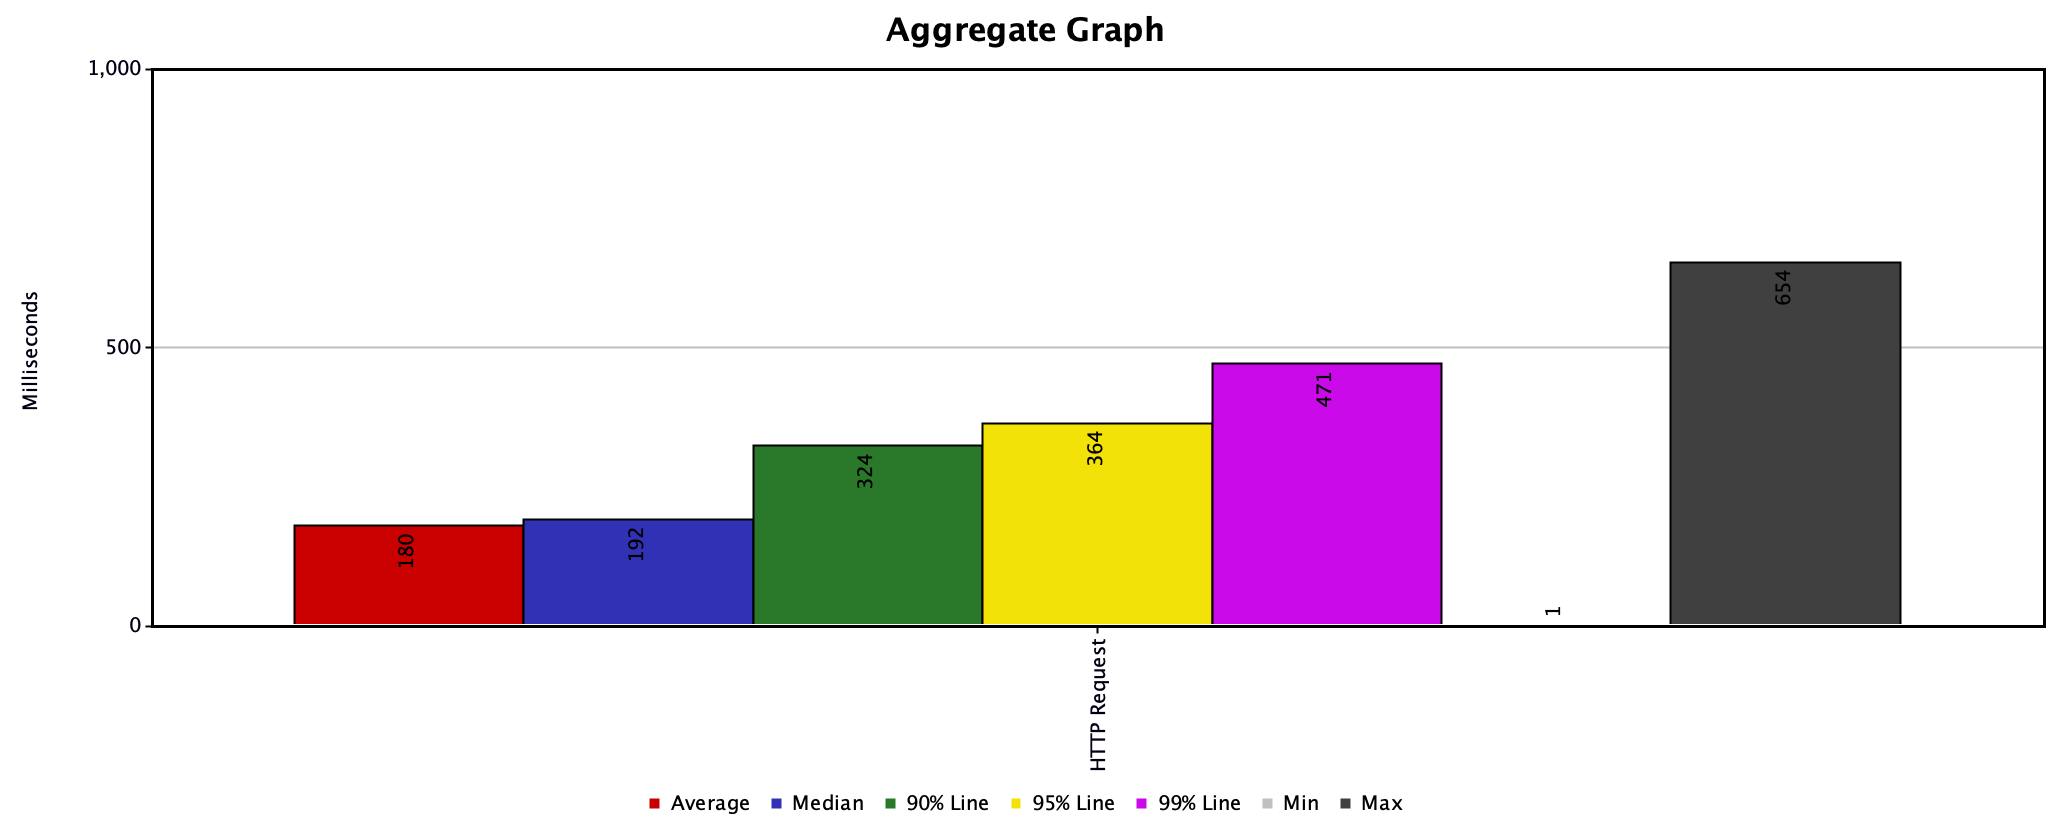 Aggregate Graph
1,000
500
0
Milliseconds
180
192
324
364
471
1
654
HTTP Request
Average Median 90% Line 95% Line 99% Line Min Max